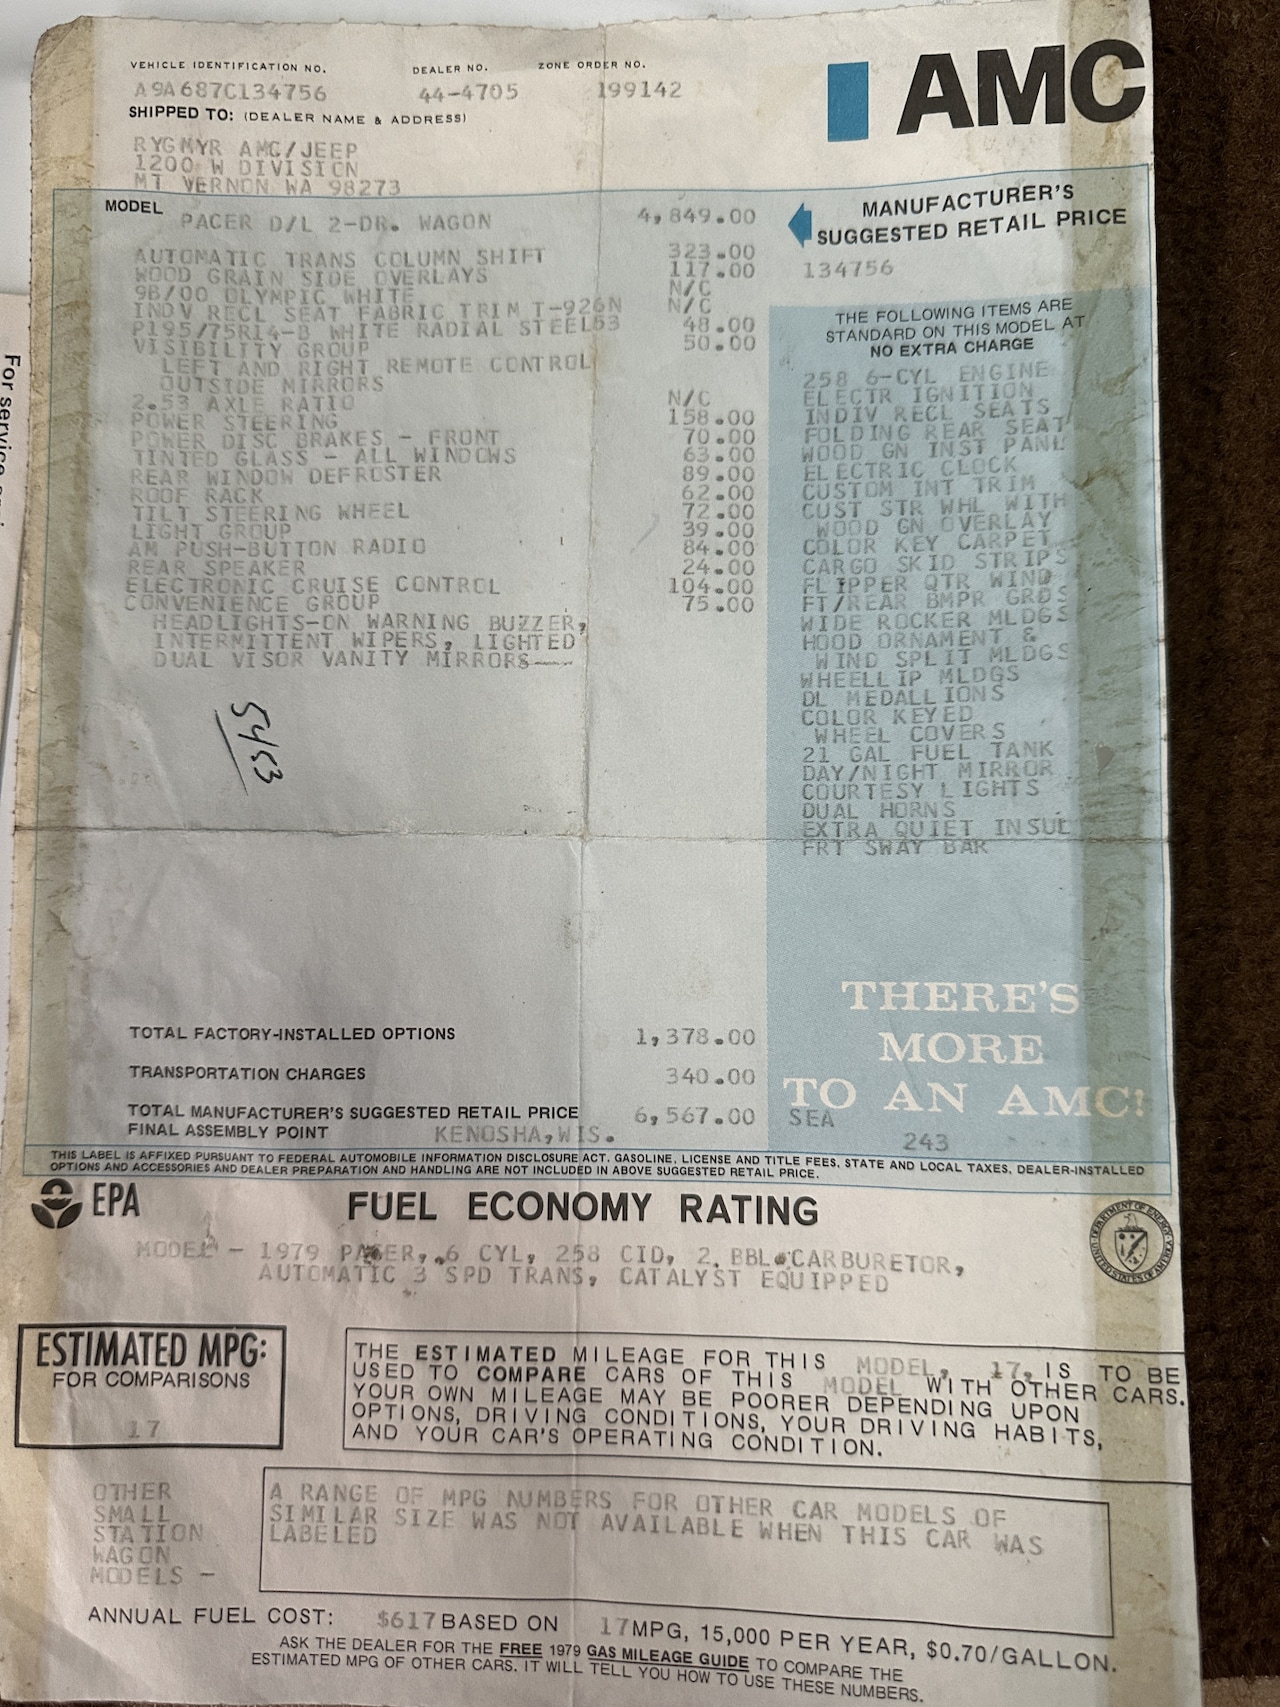 VEHICLE IDENTIFICATION NO. DEALER NO. ZONE ORDER NO.
A9A687C134756 44-4705 199142
AMC
SHIPPED TO: (DEALER NAME & ADDRESS)
RYGMYR AMC/JEEP
1200 W DIVISION
MT VERNON WA 98273
MODEL
PACER D/L 2-DR. WAGON 4,849.00
MANUFACTURER'S
SUGGESTED RETAIL PRICE
134756
AUTOMATIC TRANS COLUMN SHIFT 323.00
WOOD GRAIN SIDE OVERLAYS 117.00
9B/00 OLYMPIC WHITE N/C
INDV RECL SEAT FABRIC TRIM T-926N N/C
P195/75R14-B WHITE RADIAL STEEL53 48.00
VISIBILITY GROUP 50.00
LEFT AND RIGHT REMOTE CONTROL
OUTSIDE MIRRORS
2.53 AXLE RATIO N/C
POWER STEERING 158.00
POWER DISC BRAKES - FRONT 70.00
TINTED GLASS - ALL WINDOWS 63.00
REAR WINDOW DEFROSTER 89.00
ROOF RACK 62.00
TILT STEERING WHEEL 72.00
LIGHT GROUP 39.00
AM PUSH-BUTTON RADIO 84.00
REAR SPEAKER 24.00
ELECTRONIC CRUISE CONTROL 104.00
CONVENIENCE GROUP 75.00
HEADLIGHTS-ON WARNING BUZZER,
INTERMITTENT WIPERS, LIGHTED
DUAL VISOR VANITY MIRRORS
5453
THE FOLLOWING ITEMS ARE
STANDARD ON THIS MODEL AT
NO EXTRA CHARGE
258 6-CYL ENGINE
ELECTR IGNITION
INDIV RECL SEATS
FOLDING REAR SEAT
WOOD GN INST PANL
ELECTRIC CLOCK
CUSTOM INT TRIM
CUST STR WHL WITH
WOOD GN OVERLAY
COLOR KEY CARPET
CARGO SKID STRIPS
FLIPPER QTR WIND
FT/REAR BMPR GRDS
WIDE ROCKER MLDGS
HOOD ORNAMENT &
WIND SPLIT MLDGS
WHEELLIP MLDGS
DL MEDALLIONS
COLOR KEYED
WHEEL COVERS
21 GAL FUEL TANK
DAY/NIGHT MIRROR
COURTESY LIGHTS
DUAL HORNS
EXTRA QUIET INSUL
FRT SWAY BAR
THERE'S
MORE
TO AN AMC!
TOTAL FACTORY-INSTALLED OPTIONS 1,378.00
TRANSPORTATION CHARGES 340.00
TOTAL MANUFACTURER'S SUGGESTED RETAIL PRICE 6,567.00 SEA
FINAL ASSEMBLY POINT KENOSHA,WIS. 243
THIS LABEL IS AFFIXED PURSUANT TO FEDERAL AUTOMOBILE INFORMATION DISCLOSURE ACT. GASOLINE, LICENSE AND TITLE FEES, STATE AND LOCAL TAXES, DEALER-INSTALLED
OPTIONS AND ACCESSORIES AND DEALER PREPARATION AND HANDLING ARE NOT INCLUDED IN ABOVE SUGGESTED RETAIL PRICE.
EPA FUEL ECONOMY RATING
DEPARTMENT OF ENERGY
UNITED STATES OF AMERICA
MODEL - 1979 PACER, 6 CYL, 258 CID, 2 BBL.CARBURETOR,
AUTOMATIC 3 SPD TRANS, CATALYST EQUIPPED
ESTIMATED MPG:
FOR COMPARISONS
17
THE ESTIMATED MILEAGE FOR THIS MODEL, 17, IS TO BE
USED TO COMPARE CARS OF THIS MODEL WITH OTHER CARS.
YOUR OWN MILEAGE MAY BE POORER DEPENDING UPON
OPTIONS, DRIVING CONDITIONS, YOUR DRIVING HABITS,
AND YOUR CAR'S OPERATING CONDITION.
OTHER
SMALL
STATION
WAGON
MODELS -
A RANGE OF MPG NUMBERS FOR OTHER CAR MODELS OF
SIMILAR SIZE WAS NOT AVAILABLE WHEN THIS CAR WAS
LABELED
ANNUAL FUEL COST: $617 BASED ON 17 MPG, 15,000 PER YEAR, $0.70/GALLON.
ASK THE DEALER FOR THE FREE 1979 GAS MILEAGE GUIDE TO COMPARE THE
ESTIMATED MPG OF OTHER CARS. IT WILL TELL YOU HOW TO USE THESE NUMBERS.
For service